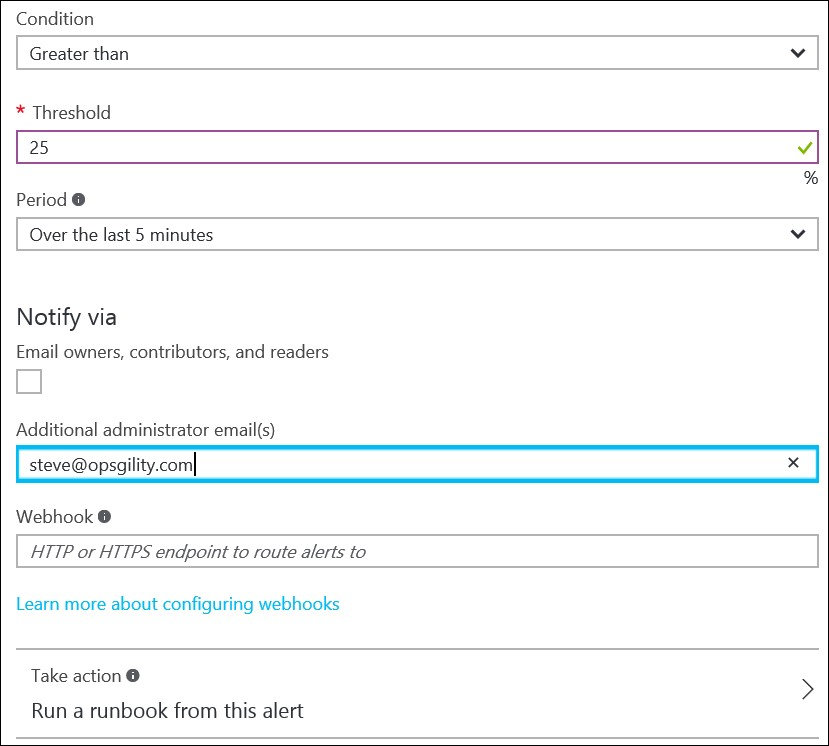 Condition
Greater than
* Threshold
25
%
Period
Over the last 5 minutes
Notify via
Email owners, contributors, and readers
Additional administrator email(s)
steve@opsgility.com
Webhook
HTTP or HTTPS endpoint to route alerts to
Learn more about configuring webhooks
Take action
Run a runbook from this alert